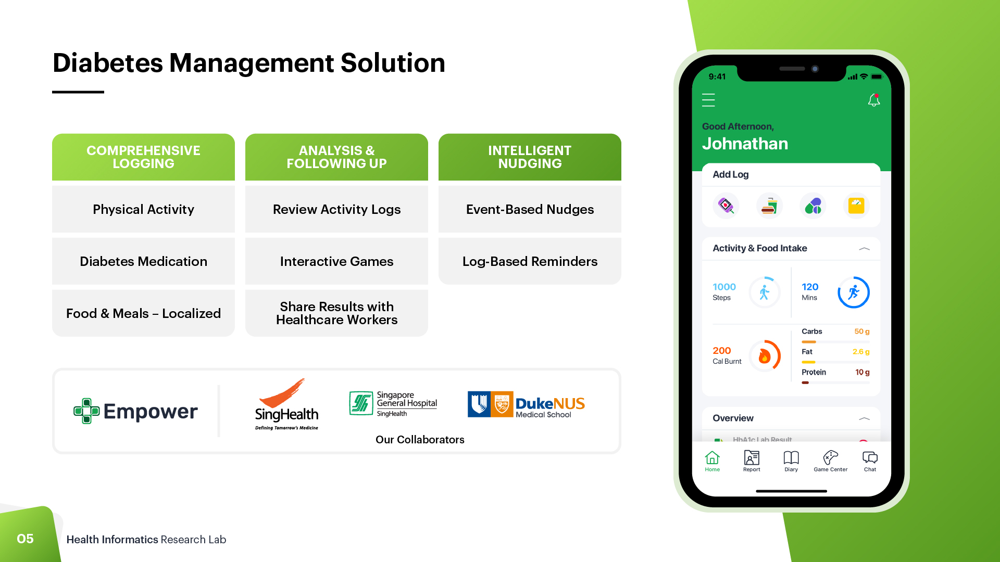 Diabetes Management Solution
COMPREHENSIVE
LOGGING
Physical Activity
Diabetes Medication
Food & Meals – Localized
ANALYSIS &
FOLLOWING UP
Review Activity Logs
Interactive Games
Share Results with
Healthcare Workers
INTELLIGENT
NUDGING
Event-Based Nudges
Log-Based Reminders
Empower
SingHealth
Defining Tomorrow's Medicine
Singapore
General Hospital
SingHealth
DukeNUS
Medical School
Our Collaborators
05
Health Informatics Research Lab
9:41
Good Afternoon,
Johnathan
Add Log
Activity & Food Intake
1000
Steps
120
Mins
200
Cal Burnt
Carbs 50 g
Fat 2.6 g
Protein 10 g
Overview
HbA1c Lab Result
Home Report Diary Game Center Chat